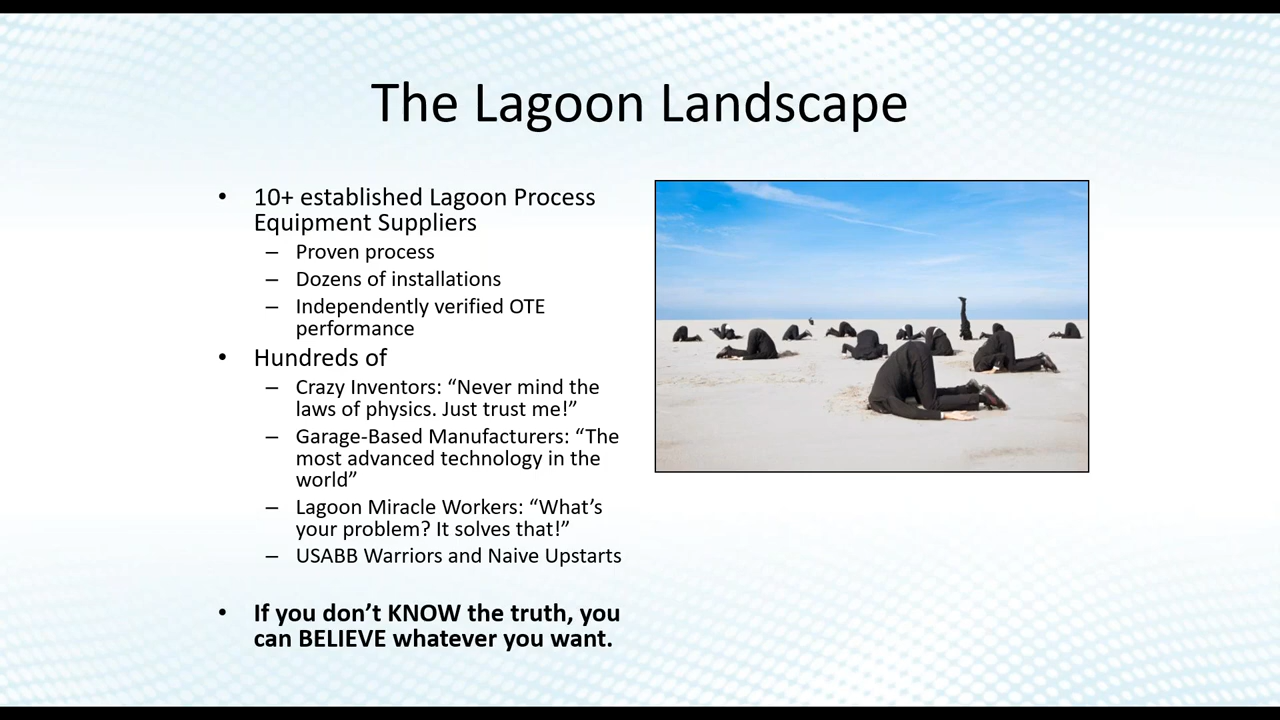 The Lagoon Landscape
• 10+ established Lagoon Process
Equipment Suppliers
– Proven process
– Dozens of installations
– Independently verified OTE
performance
• Hundreds of
– Crazy Inventors: “Never mind the
laws of physics. Just trust me!”
– Garage-Based Manufacturers: “The
most advanced technology in the
world”
– Lagoon Miracle Workers: “What’s
your problem? It solves that!”
– USABB Warriors and Naive Upstarts
• If you don’t KNOW the truth, you
can BELIEVE whatever you want.